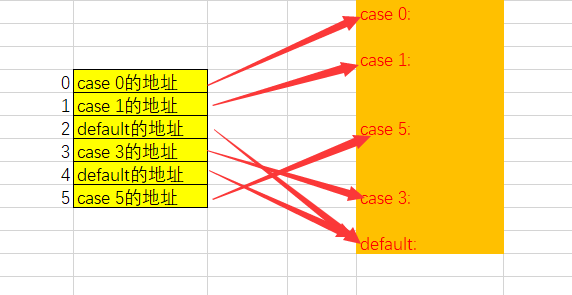 case 0:
case 1:
0 case 0的地址
1 case 1的地址
2 default的地址
3 case 3的地址
4 default的地址
5 case 5的地址
case 5:
case 3:
default: